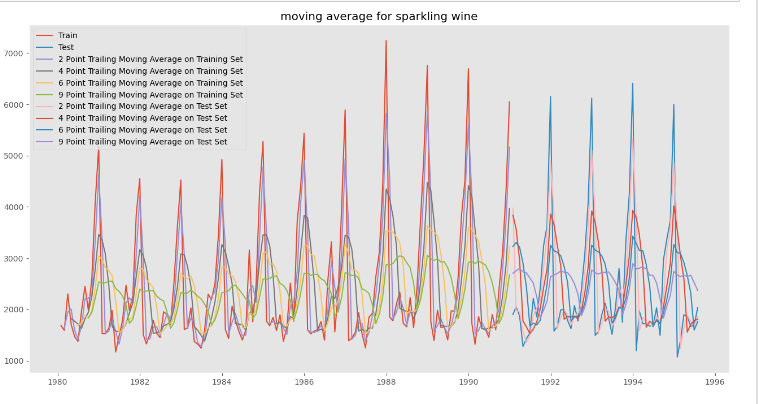 moving average for sparkling wine
Train
Test
2 Point Trailing Moving Average on Training Set
4 Point Trailing Moving Average on Training Set
6 Point Trailing Moving Average on Training Set
9 Point Trailing Moving Average on Training Set
2 Point Trailing Moving Average on Test Set
4 Point Trailing Moving Average on Test Set
6 Point Trailing Moving Average on Test Set
9 Point Trailing Moving Average on Test Set
7000
6000
5000
4000
3000
2000
1000
1980 1982 1984 1986 1988 1990 1992 1994 1996